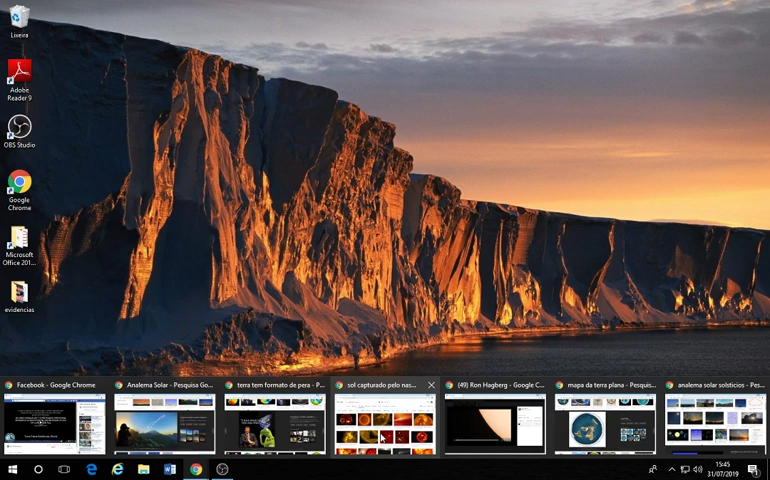 Lixeira
Adobe
Reader 9
OBS Studio
Google
Chrome
Microsoft
Office 201...
evidencias
Facebook - Google Chrome
Analema Solar - Pesquisa Go...
terra tem formato de pera - P...
sol capturado pelo nas...
(49) Ron Hagberg - Google C...
mapa da terra plana - Pesquis...
analema solar solsticios - Pes...
15:45
31/07/2019